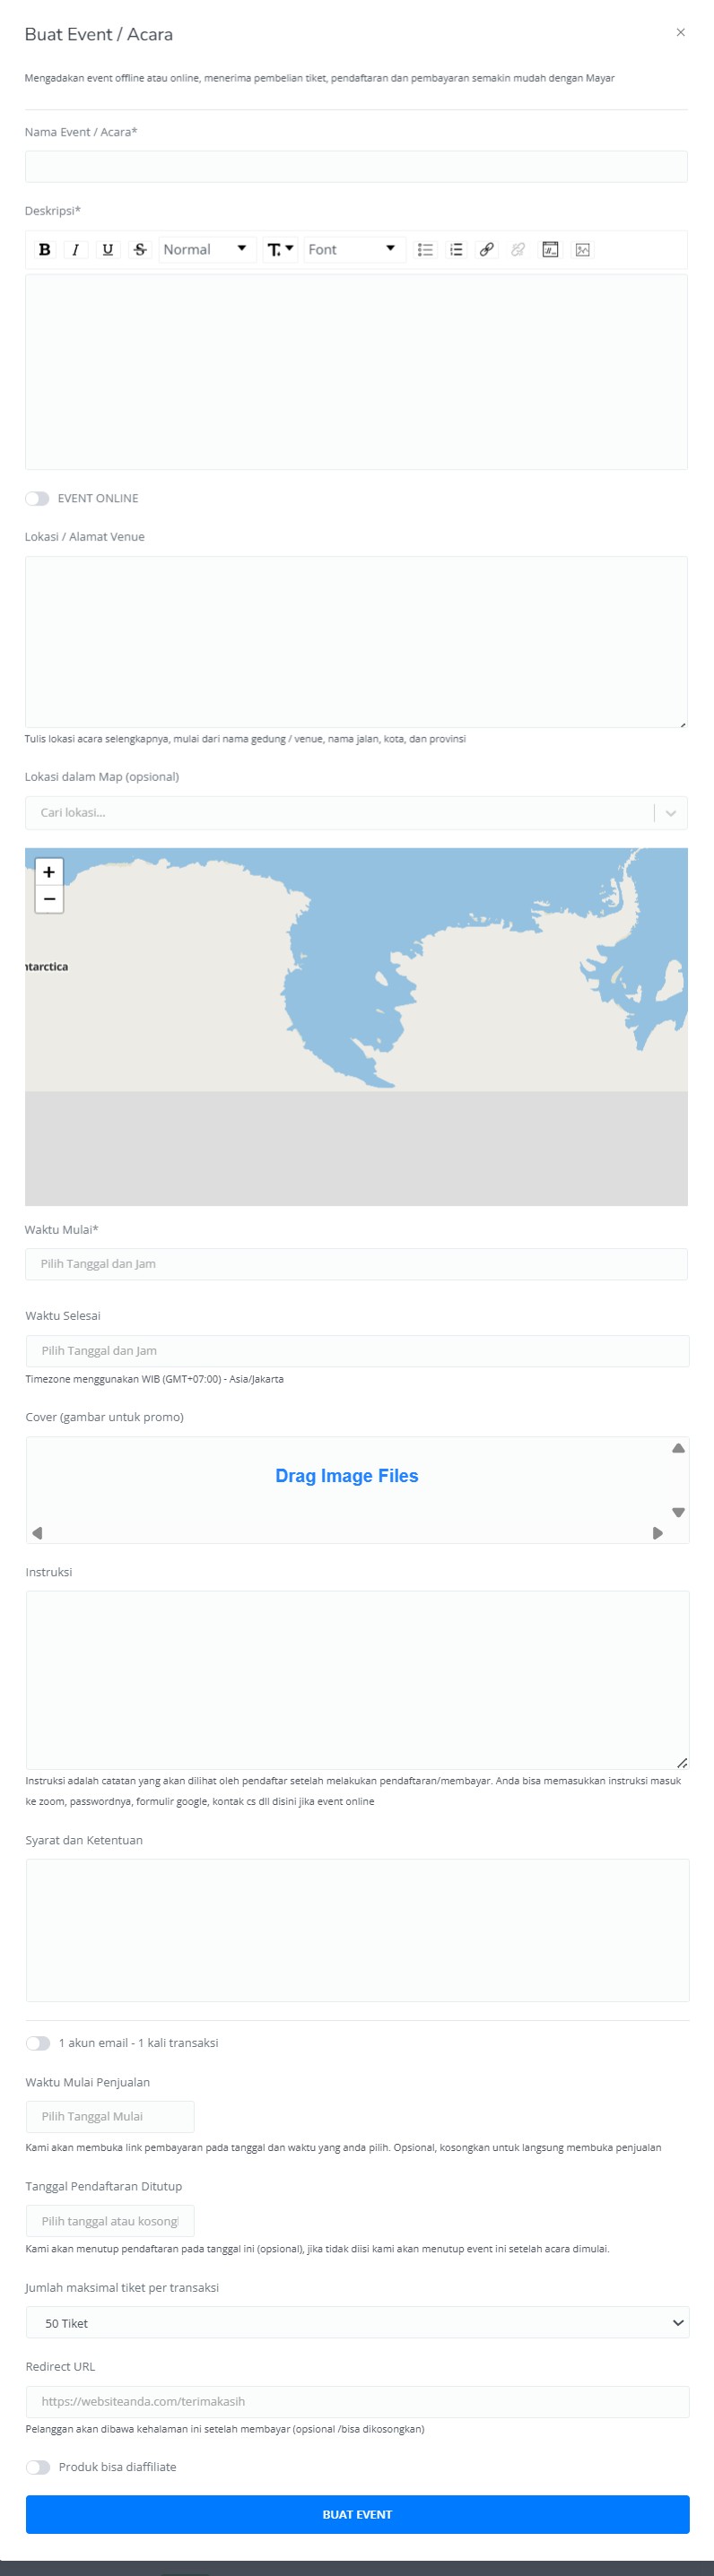 Buat Event / Acara
Mengadakan event offline atau online, menerima pembelian tiket, pendaftaran dan pembayaran semakin mudah dengan Mayar
Nama Event / Acara*
Deskripsi*
B I U S Normal T. Font
EVENT ONLINE
Lokasi / Alamat Venue
Tulis lokasi acara selengkapnya, mulai dari nama gedung / venue, nama jalan, kota, dan provinsi
Lokasi dalam Map (opsional)
Cari lokasi...
+
−
ntarctica
Waktu Mulai*
Pilih Tanggal dan Jam
Waktu Selesai
Pilih Tanggal dan Jam
Timezone menggunakan WIB (GMT+07:00) - Asia/Jakarta
Cover (gambar untuk promo)
Drag Image Files
Instruksi
Instruksi adalah catatan yang akan dilihat oleh pendaftar setelah melakukan pendaftaran/membayar. Anda bisa memasukkan instruksi masuk
ke zoom, passwordnya, formulir google, kontak cs dll disini jika event online
Syarat dan Ketentuan
1 akun email - 1 kali transaksi
Waktu Mulai Penjualan
Pilih Tanggal Mulai
Kami akan membuka link pembayaran pada tanggal dan waktu yang anda pilih. Opsional, kosongkan untuk langsung membuka penjualan
Tanggal Pendaftaran Ditutup
Pilih tanggal atau kosong
Kami akan menutup pendaftaran pada tanggal ini (opsional), jika tidak diisi kami akan menutup event ini setelah acara dimulai.
Jumlah maksimal tiket per transaksi
50 Tiket
Redirect URL
https://websiteanda.com/terimakasih
Pelanggan akan dibawa kehalaman ini setelah membayar (opsional /bisa dikosongkan)
Produk bisa diaffiliate
BUAT EVENT